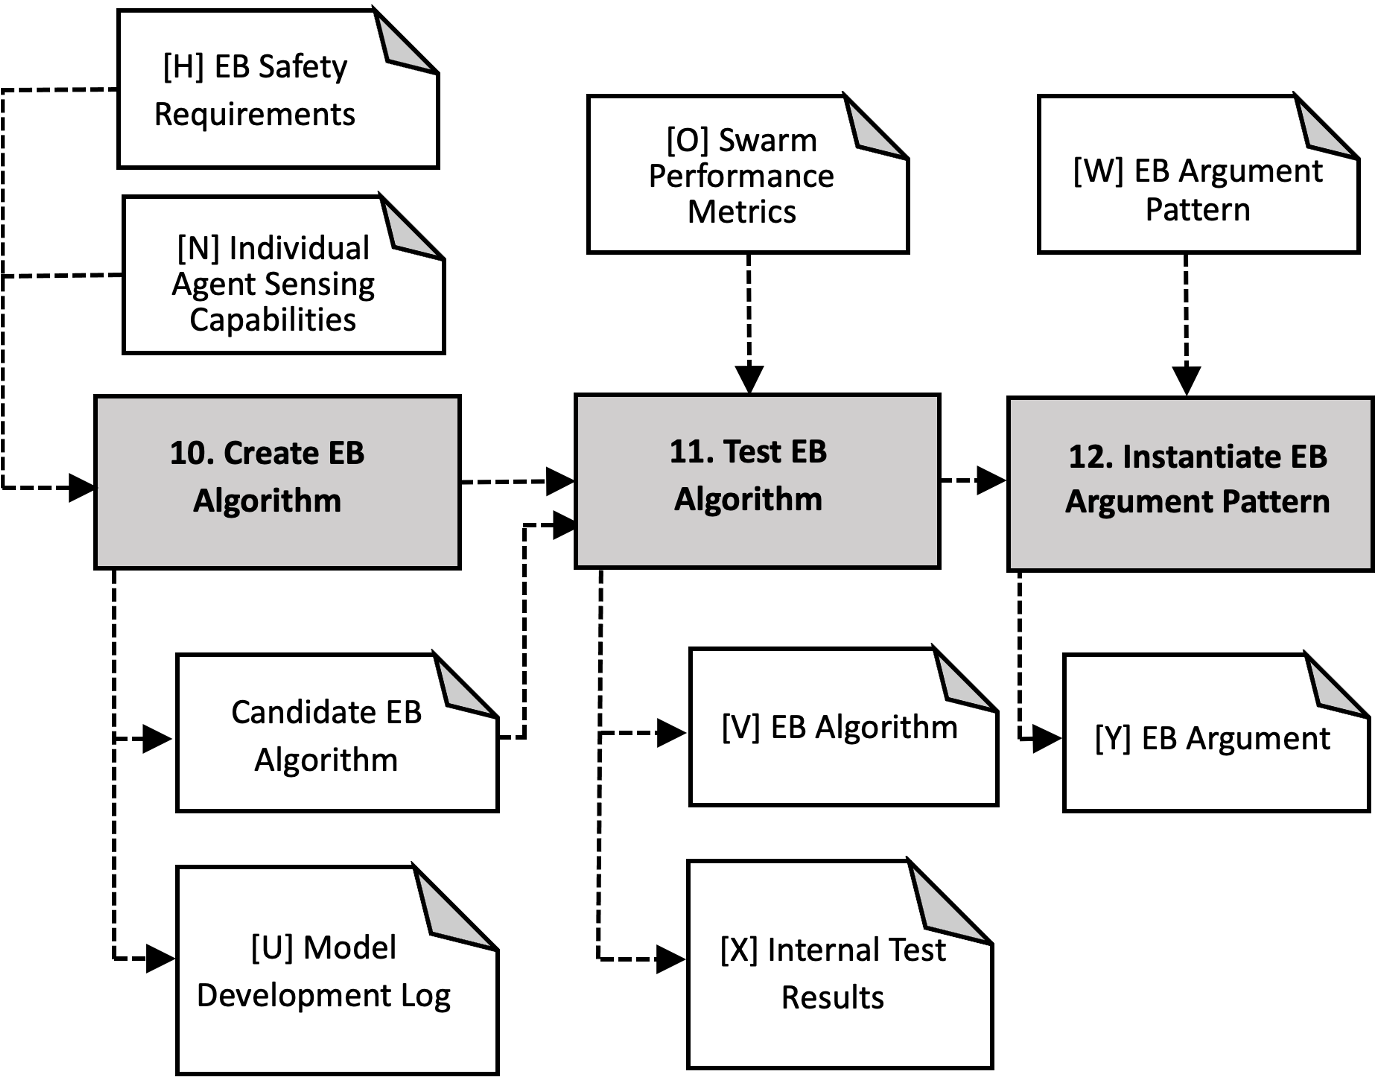 [H] EB Safety
Requirements
[N] Individual
Agent Sensing
Capabilities
[O] Swarm
Performance
Metrics
[W] EB Argument
Pattern
10. Create EB
Algorithm
11. Test EB
Algorithm
12. Instantiate EB
Argument Pattern
Candidate EB
Algorithm
[V] EB Algorithm
[Y] EB Argument
[U] Model
Development Log
[X] Internal Test
Results